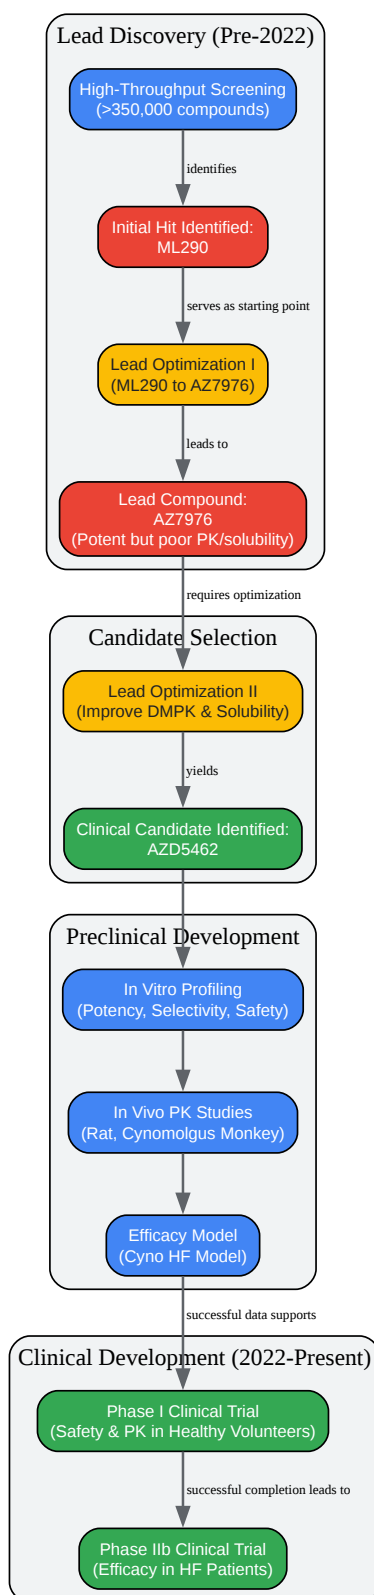 Lead Discovery (Pre-2022)
High-Throughput Screening
(>350,000 compounds)
identifies
Initial Hit Identified:
ML290
serves as starting point
Lead Optimization I
(ML290 to AZ7976)
leads to
Lead Compound:
AZ7976
(Potent but poor PK/solubility)
requires optimization
Candidate Selection
Lead Optimization II
(Improve DMPK & Solubility)
yields
Clinical Candidate Identified:
AZD5462
Preclinical Development
In Vitro Profiling
(Potency, Selectivity, Safety)
In Vivo PK Studies
(Rat, Cynomolgus Monkey)
Efficacy Model
(Cyno HF Model)
successful data supports
Clinical Development (2022-Present)
Phase I Clinical Trial
(Safety & PK in Healthy Volunteers)
successful completion leads to
Phase IIb Clinical Trial
(Efficacy in HF Patients)